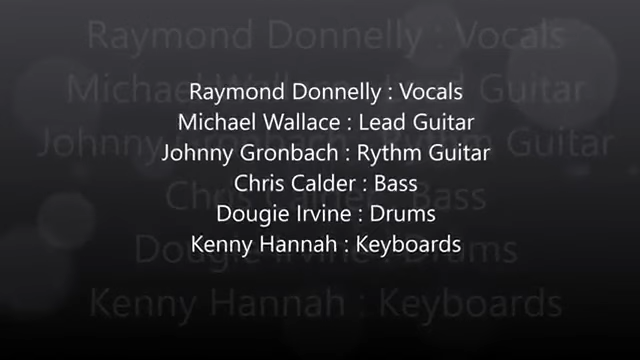 Raymond Donnelly : Vocals
Michael Wallace : Lead Guitar
Johnny Gronbach : Rythm Guitar
Chris Calder : Bass
Dougie Irvine : Drums
Kenny Hannah : Keyboards